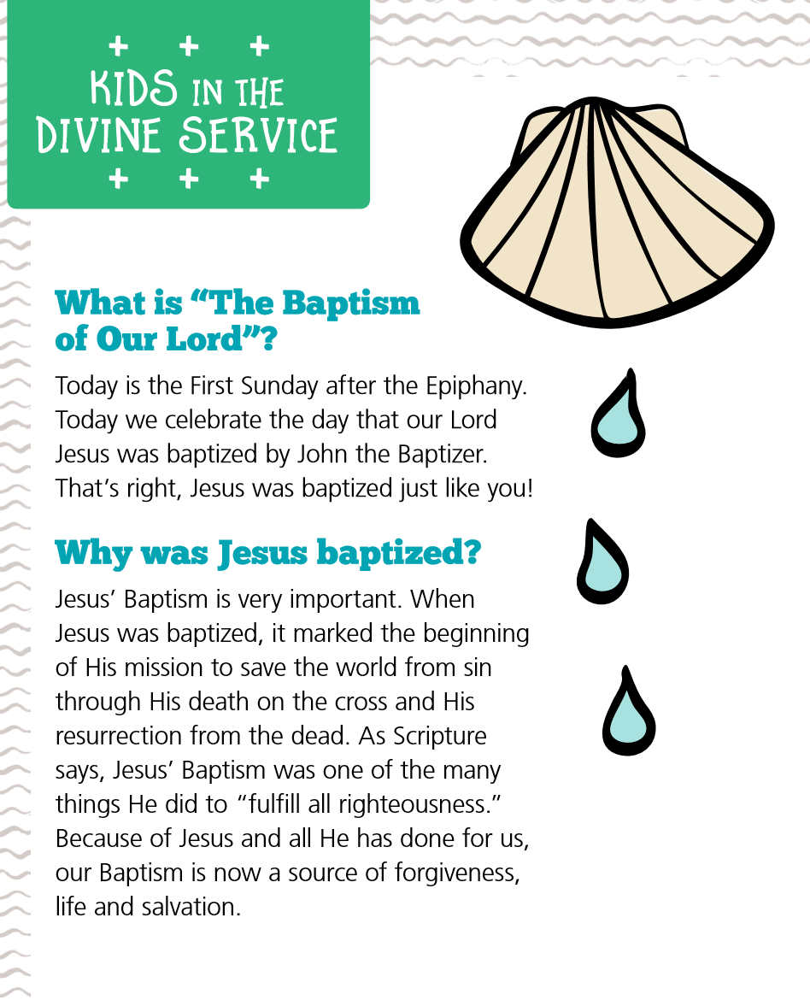 KIDS IN THE
DIVINE SERVICE
What is “The Baptism
of Our Lord”?
Today is the First Sunday after the Epiphany.
Today we celebrate the day that our Lord
Jesus was baptized by John the Baptizer.
That’s right, Jesus was baptized just like you!
Why was Jesus baptized?
Jesus’ Baptism is very important. When
Jesus was baptized, it marked the beginning
of His mission to save the world from sin
through His death on the cross and His
resurrection from the dead. As Scripture
says, Jesus’ Baptism was one of the many
things He did to “fulfill all righteousness.”
Because of Jesus and all He has done for us,
our Baptism is now a source of forgiveness,
life and salvation.